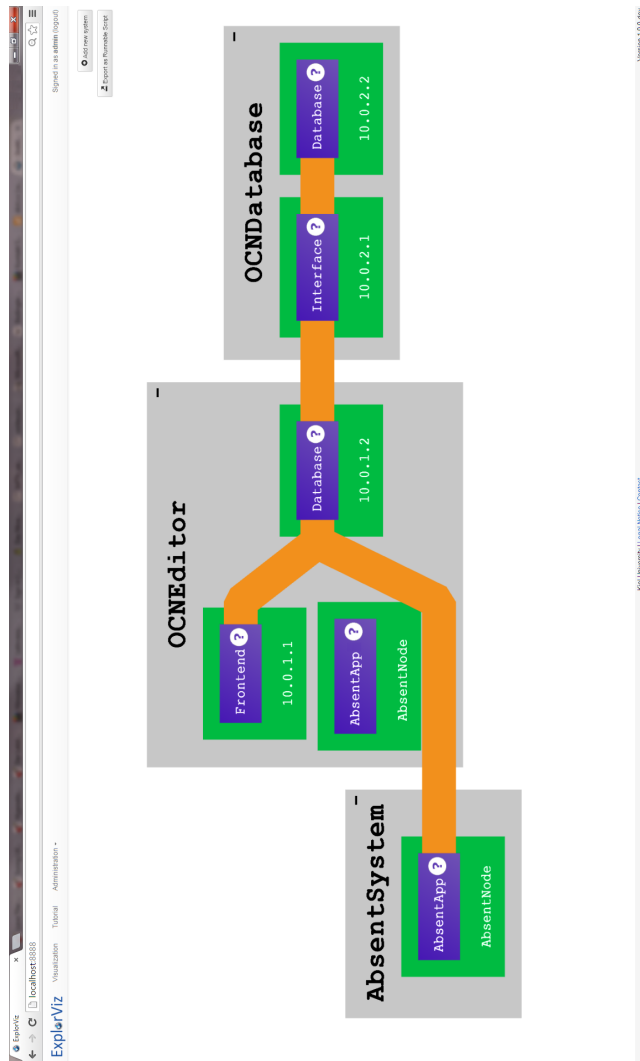 ExplorViz
localhost:8888
ExplorViz
Visualization
Tutorial
Administration
Signed in as admin (logout)
Add new system
Export as Runnable Script
AbsentSystem
AbsentApp ?
AbsentNode
OCNEditor
Frontend ?
10.0.1.1
AbsentApp ?
AbsentNode
Database ?
10.0.1.2
OCNDatabase
Interface ?
10.0.2.1
Database ?
10.0.2.2